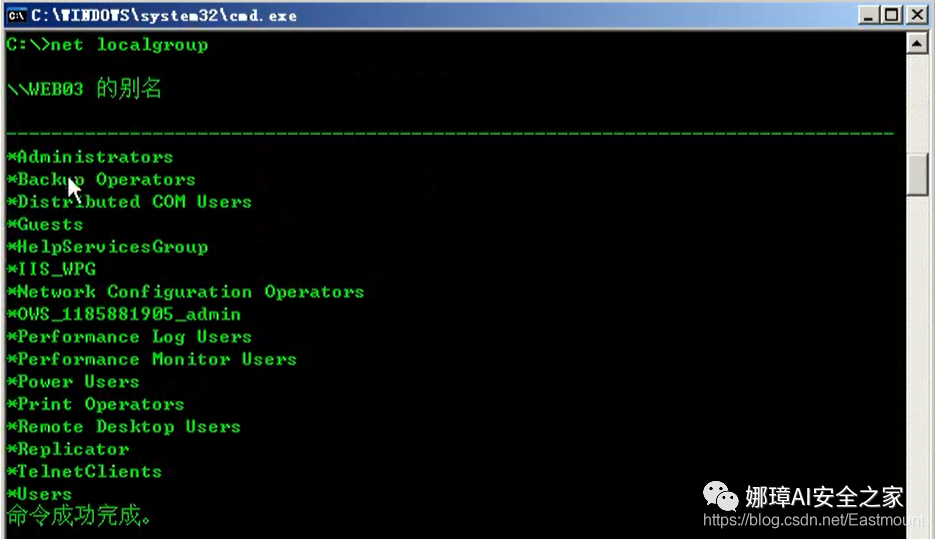 C:\WINDOWS\system32\cmd.exe
C:\>net localgroup
\\WEB03 的别名
-------------------------------------------------------------------------------
*Administrators
*Backup Operators
*Distributed COM Users
*Guests
*HelpServicesGroup
*IIS_WPG
*Network Configuration Operators
*OWS_1185881905_admin
*Performance Log Users
*Performance Monitor Users
*Power Users
*Print Operators
*Remote Desktop Users
*Replicator
*TelnetClients
*Users
命令成功完成。
娜璋AI安全之家
https://blog.csdn.net/Eastmount